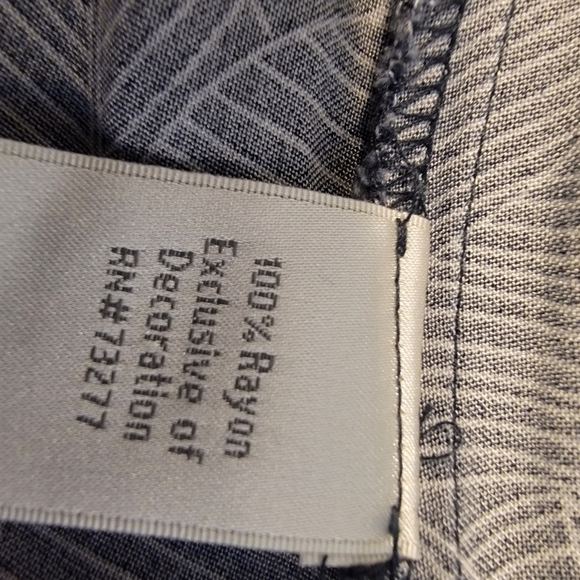 100% Rayon
Exclusive of
Decoration
RN#73277